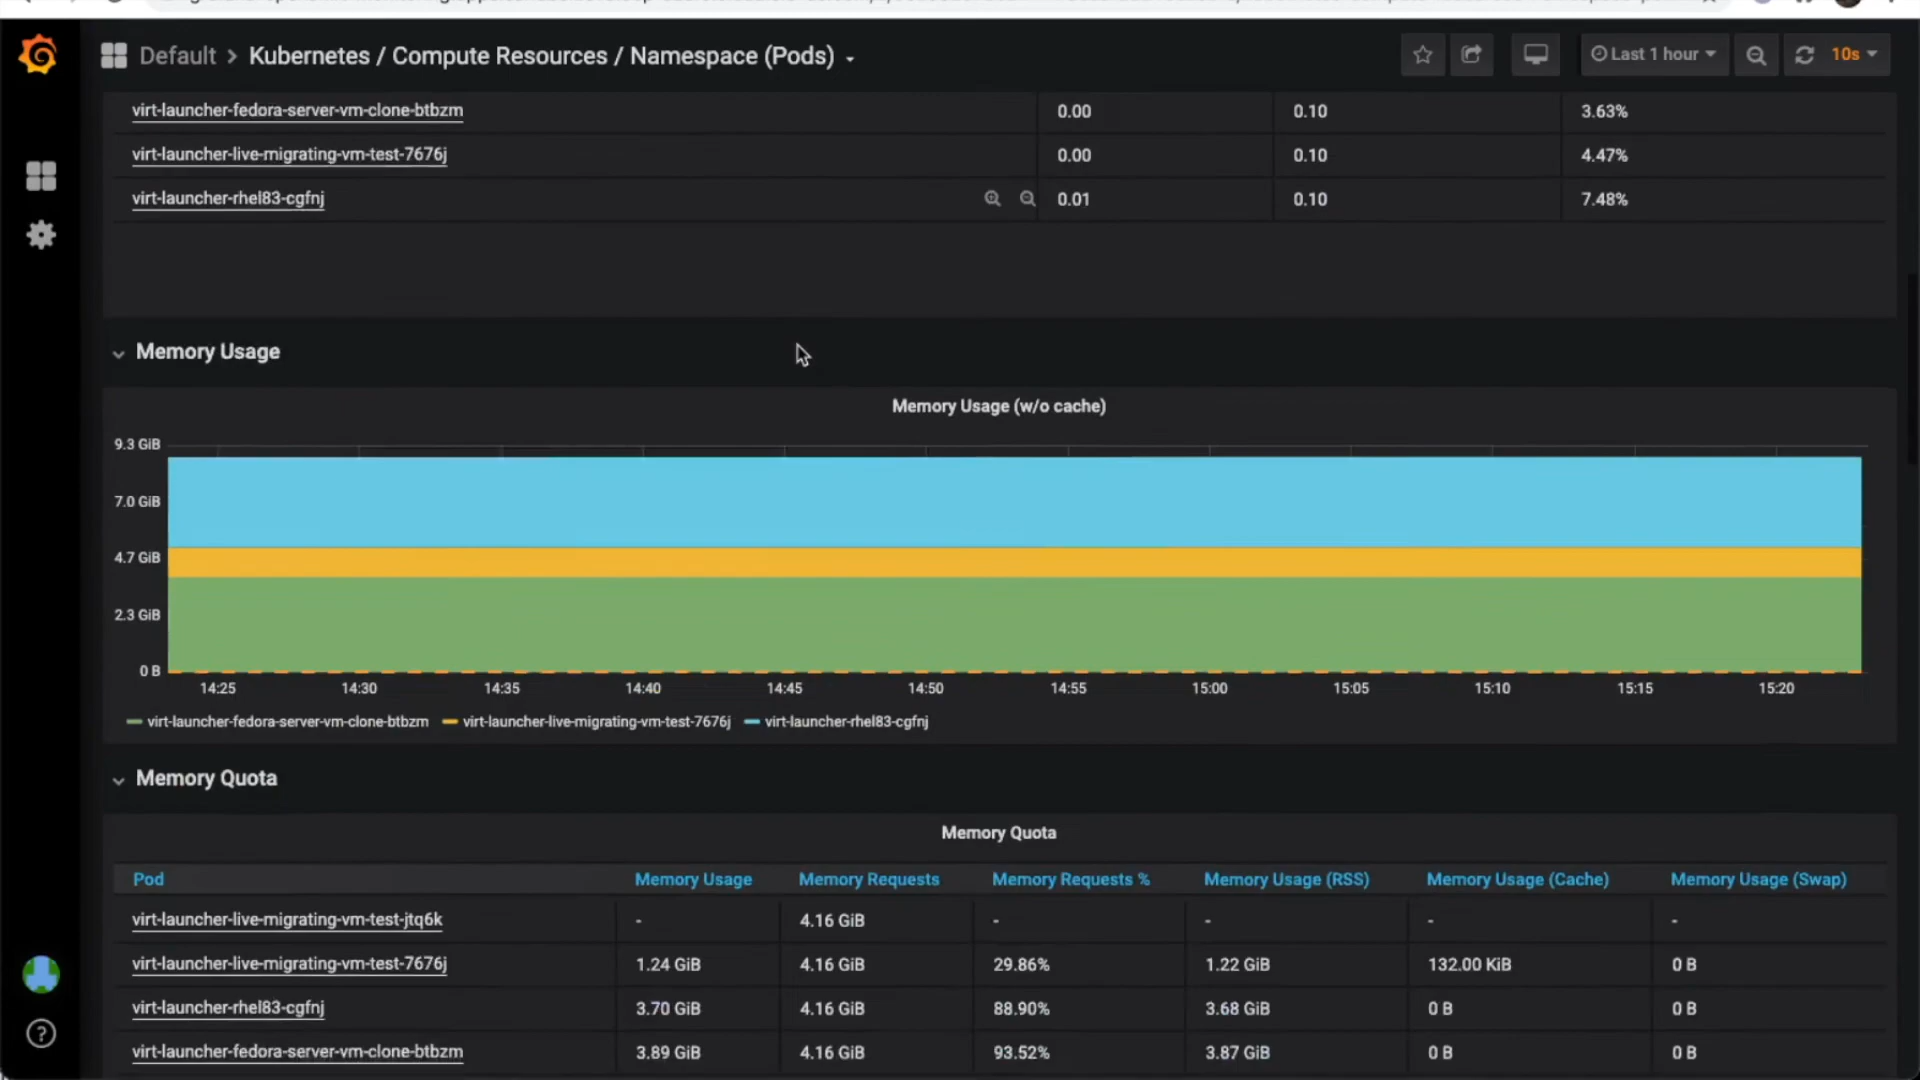 Default > Kubernetes / Compute Resources / Namespace (Pods)
Last 1 hour
10s
virt-launcher-fedora-server-vm-clone-btbzm 0.00 0.10 3.63%
virt-launcher-live-migrating-vm-test-7676j 0.00 0.10 4.47%
virt-launcher-rhel83-cgfnj 0.01 0.10 7.48%
Memory Usage
Memory Usage (w/o cache)
9.3 GiB
7.0 GiB
4.7 GiB
2.3 GiB
0 B
14:25 14:30 14:35 14:40 14:45 14:50 14:55 15:00 15:05 15:10 15:15 15:20
virt-launcher-fedora-server-vm-clone-btbzm virt-launcher-live-migrating-vm-test-7676j virt-launcher-rhel83-cgfnj
Memory Quota
Memory Quota
Pod Memory Usage Memory Requests Memory Requests % Memory Usage (RSS) Memory Usage (Cache) Memory Usage (Swap)
virt-launcher-live-migrating-vm-test-jtq6k - 4.16 GiB - - - -
virt-launcher-live-migrating-vm-test-7676j 1.24 GiB 4.16 GiB 29.86% 1.22 GiB 132.00 KiB 0 B
virt-launcher-rhel83-cgfnj 3.70 GiB 4.16 GiB 88.90% 3.68 GiB 0 B 0 B
virt-launcher-fedora-server-vm-clone-btbzm 3.89 GiB 4.16 GiB 93.52% 3.87 GiB 0 B 0 B